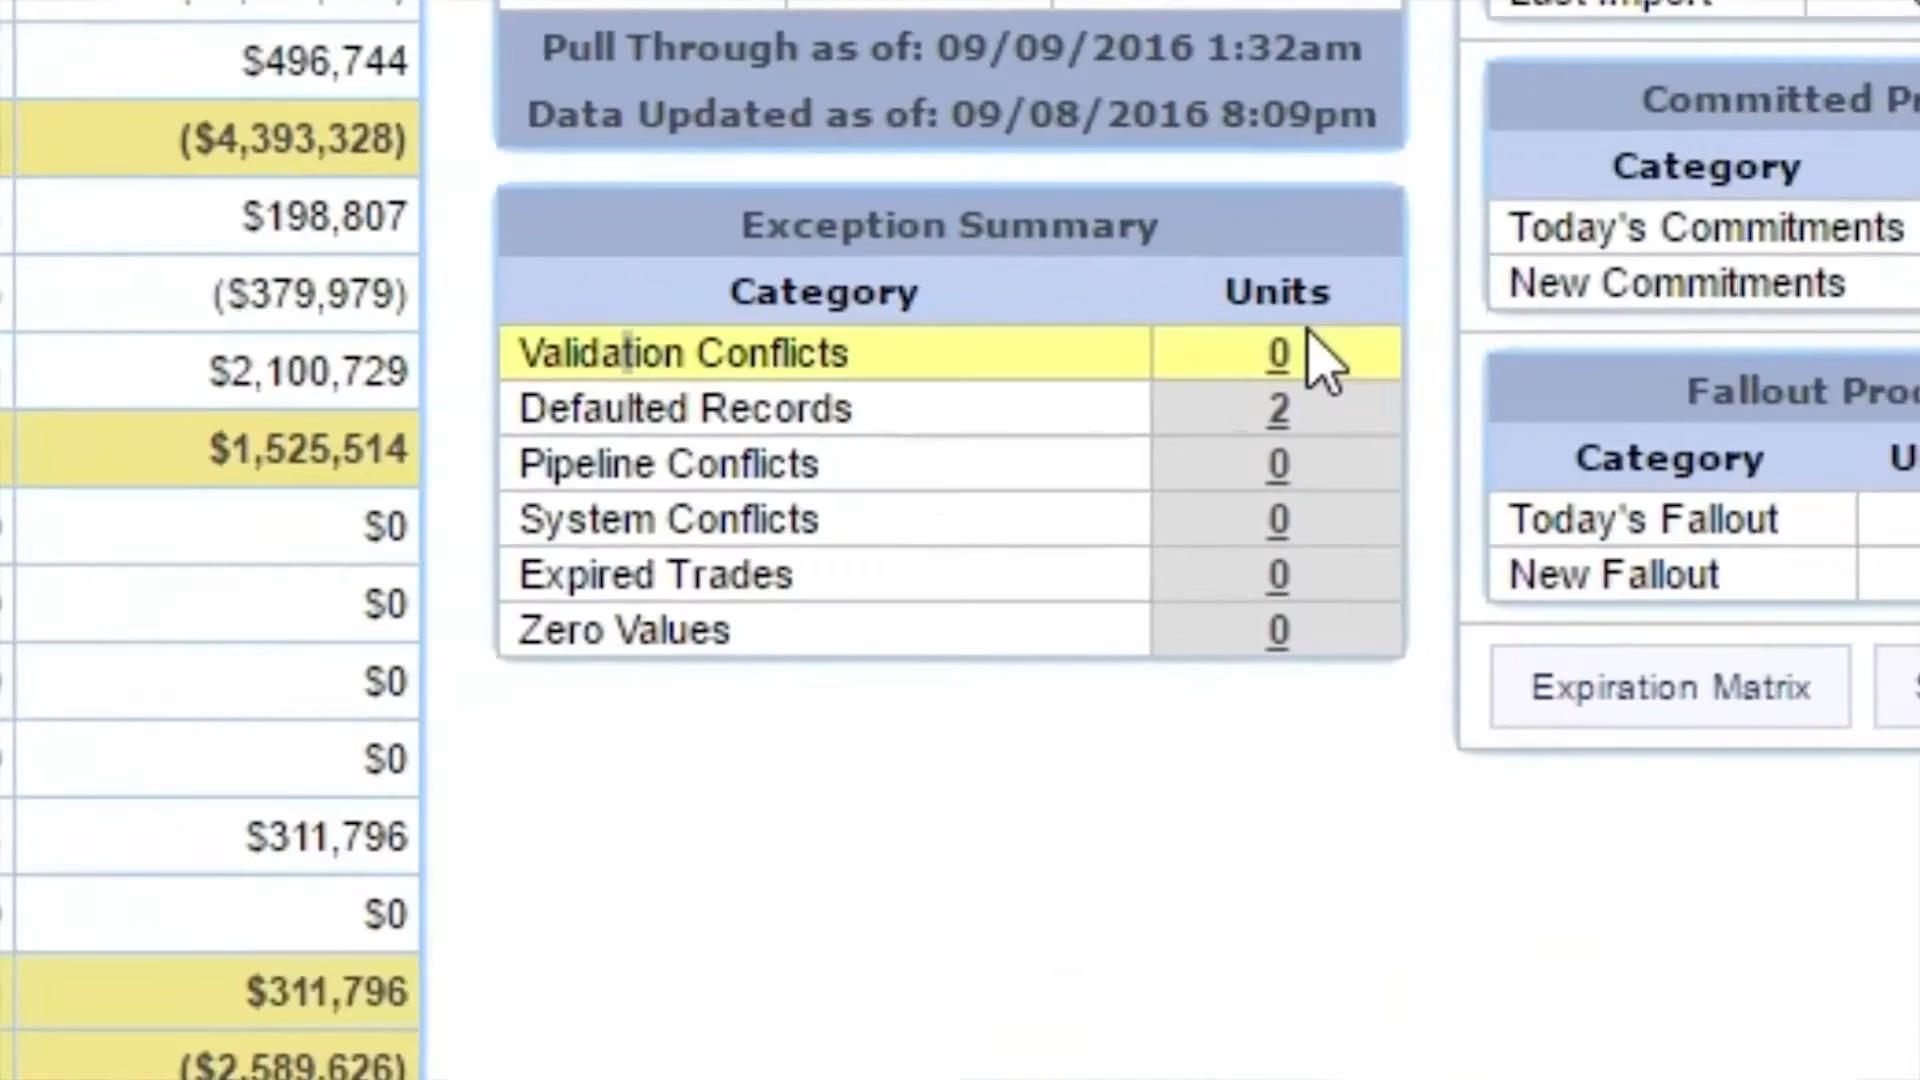 $496,744
($4,393,328)
$198,807
($379,979)
$2,100,729
$1,525,514
$0
$0
$0
$0
$311,796
$0
$311,796
($2,589,626)
Pull Through as of: 09/09/2016 1:32am
Data Updated as of: 09/08/2016 8:09pm
Exception Summary
Category Units
Validation Conflicts 0
Defaulted Records 2
Pipeline Conflicts 0
System Conflicts 0
Expired Trades 0
Zero Values 0
Last Import
Committed
Category
Today's Commitments
New Commitments
Fallout
Category
Today's Fallout
New Fallout
Expiration Matrix